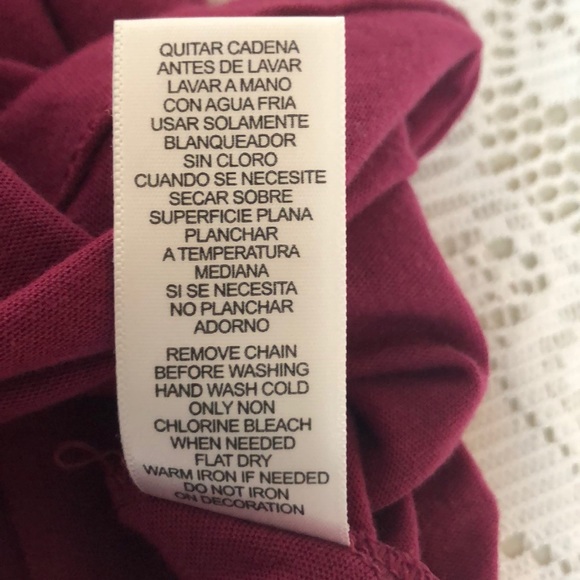 QUITAR CADENA
ANTES DE LAVAR
LAVAR A MANO
CON AGUA FRIA
USAR SOLAMENTE
BLANQUEADOR
SIN CLORO
CUANDO SE NECESITE
SECAR SOBRE
SUPERFICIE PLANA
PLANCHAR
A TEMPERATURA
MEDIANA
SI SE NECESITA
NO PLANCHAR
ADORNO
REMOVE CHAIN
BEFORE WASHING
HAND WASH COLD
ONLY NON
CHLORINE BLEACH
WHEN NEEDED
FLAT DRY
WARM IRON IF NEEDED
DO NOT IRON
ON DECORATION